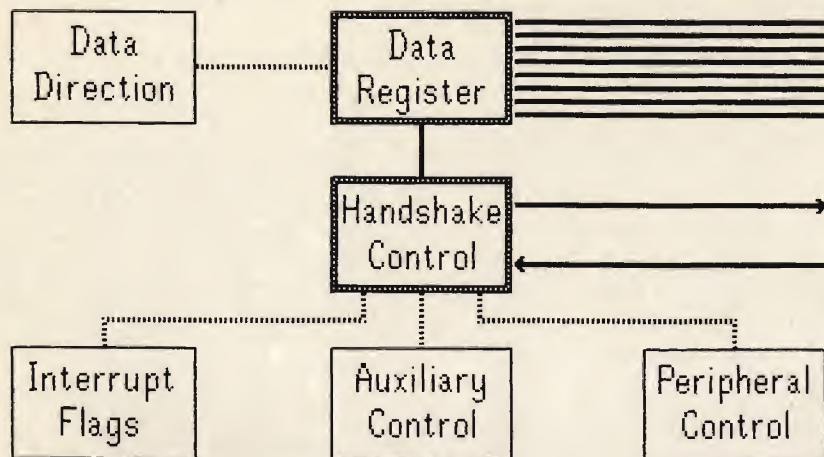 Data
Direction
Data
Register
Handshake
Control
Interrupt
Flags
Auxiliary
Control
Peripheral
Control